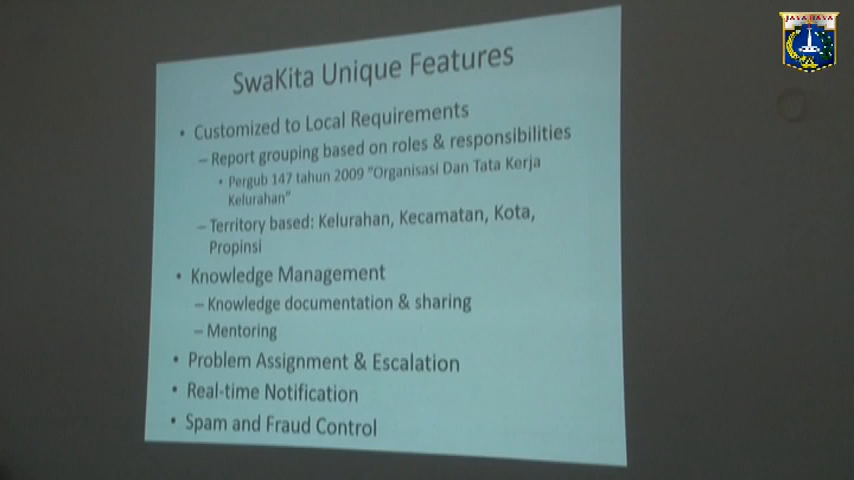 JAYA RAYA
SwaKita Unique Features
• Customized to Local Requirements
– Report grouping based on roles & responsibilities
• Pergub 147 tahun 2009 "Organisasi Dan Tata Kerja
Kelurahan"
– Territory based: Kelurahan, Kecamatan, Kota,
Propinsi
• Knowledge Management
– Knowledge documentation & sharing
– Mentoring
• Problem Assignment & Escalation
• Real-time Notification
• Spam and Fraud Control